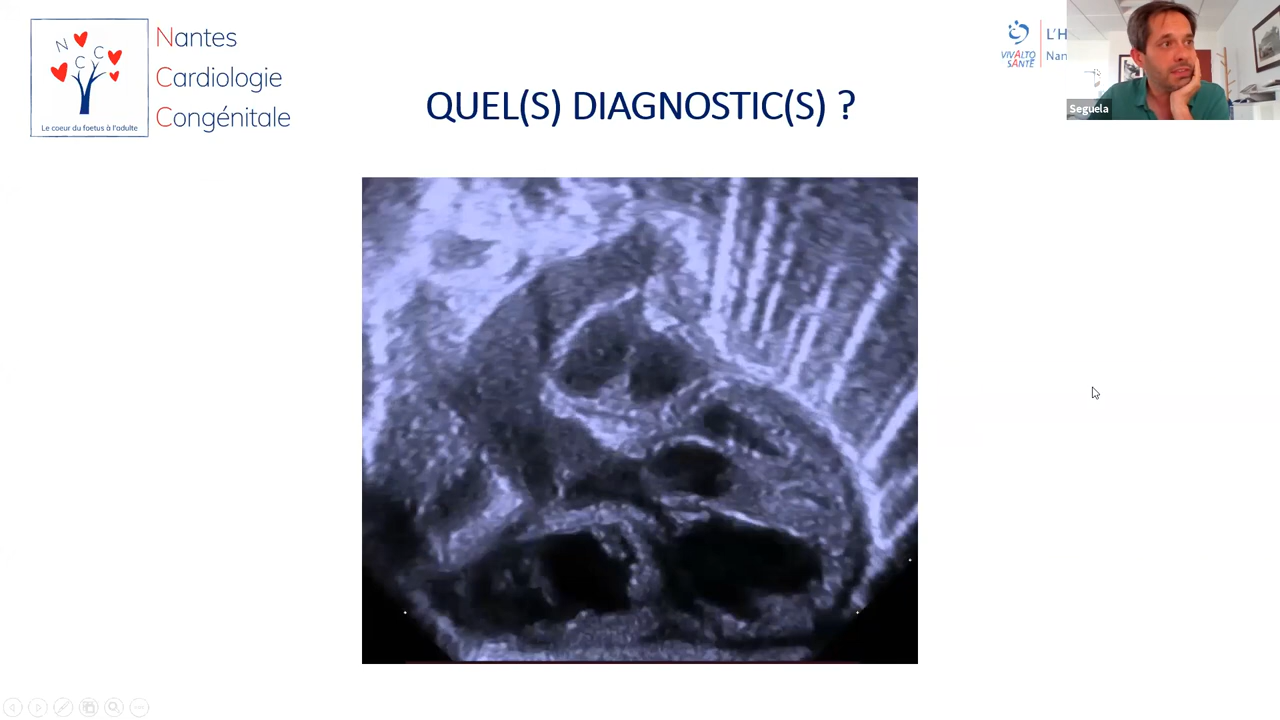 N
C
C
Le coeur du foetus à l'adulte
Nantes
Cardiologie
Congénitale
QUEL(S) DIAGNOSTIC(S) ?
VIVALTO
SANTÉ
L'H
Nan
Seguela